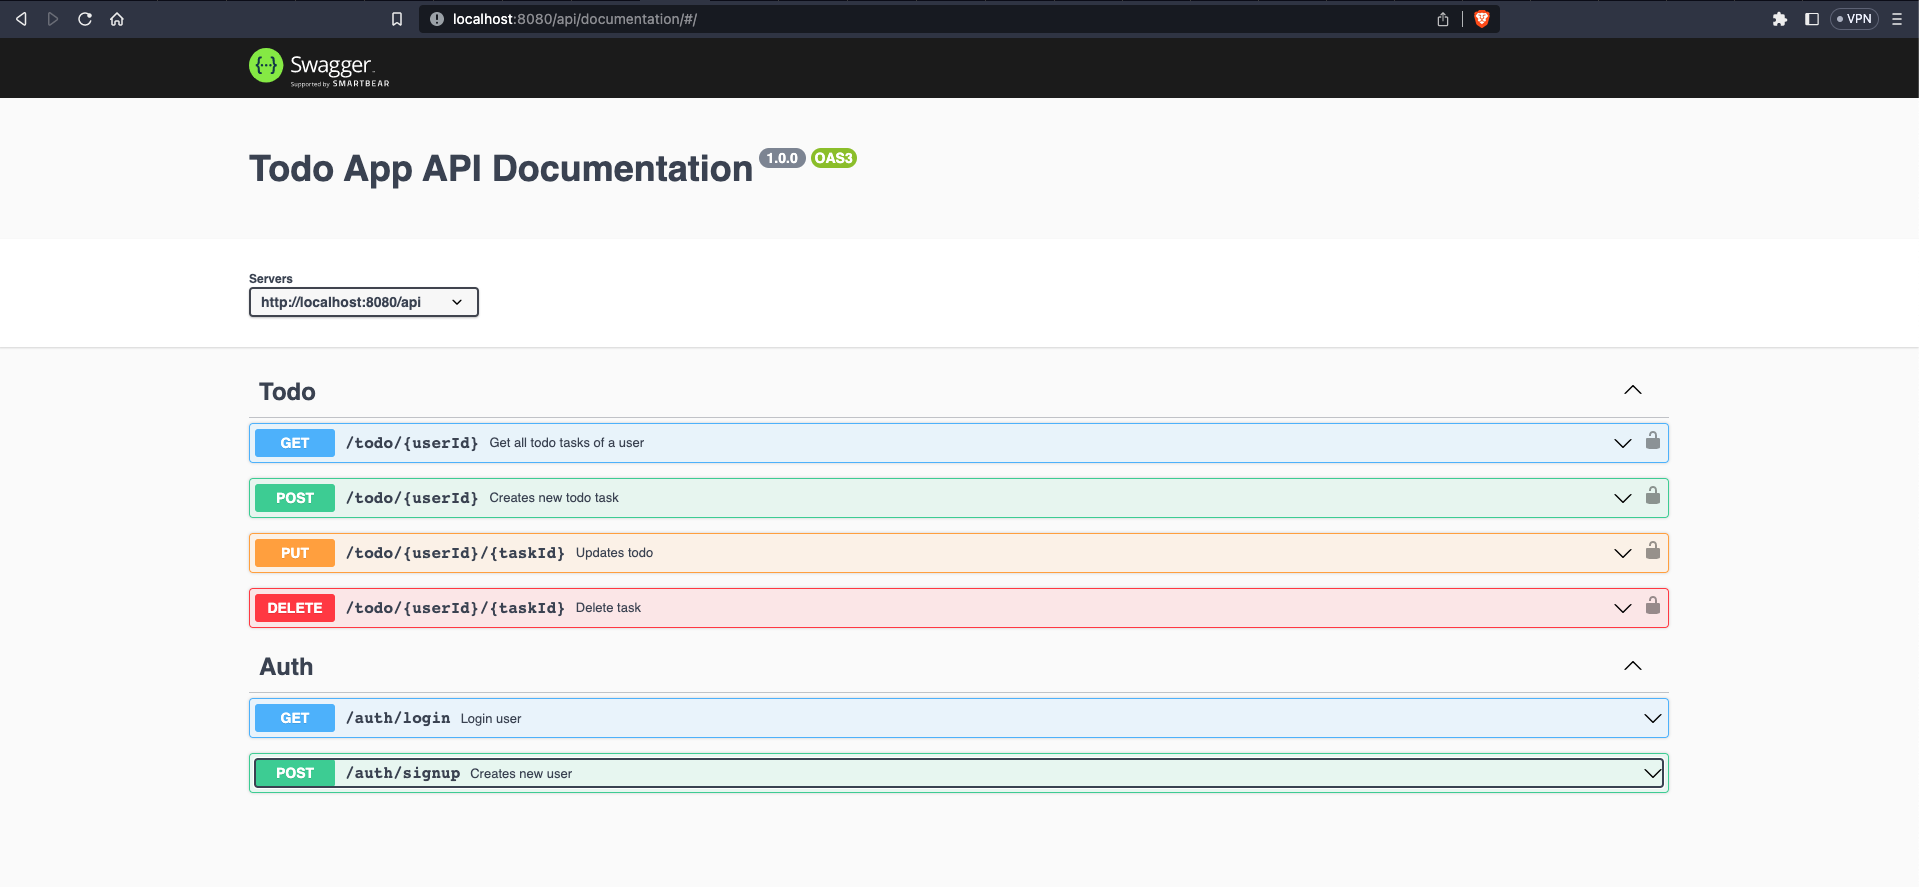 localhost:8080/api/documentation/#/
VPN
{···} Swagger
Supported by SMARTBEAR
Todo App API Documentation 1.0.0 OAS3
Servers
http://localhost:8080/api
Todo
GET /todo/{userId} Get all todo tasks of a user
POST /todo/{userId} Creates new todo task
PUT /todo/{userId}/{taskId} Updates todo
DELETE /todo/{userId}/{taskId} Delete task
Auth
GET /auth/login Login user
POST /auth/signup Creates new user